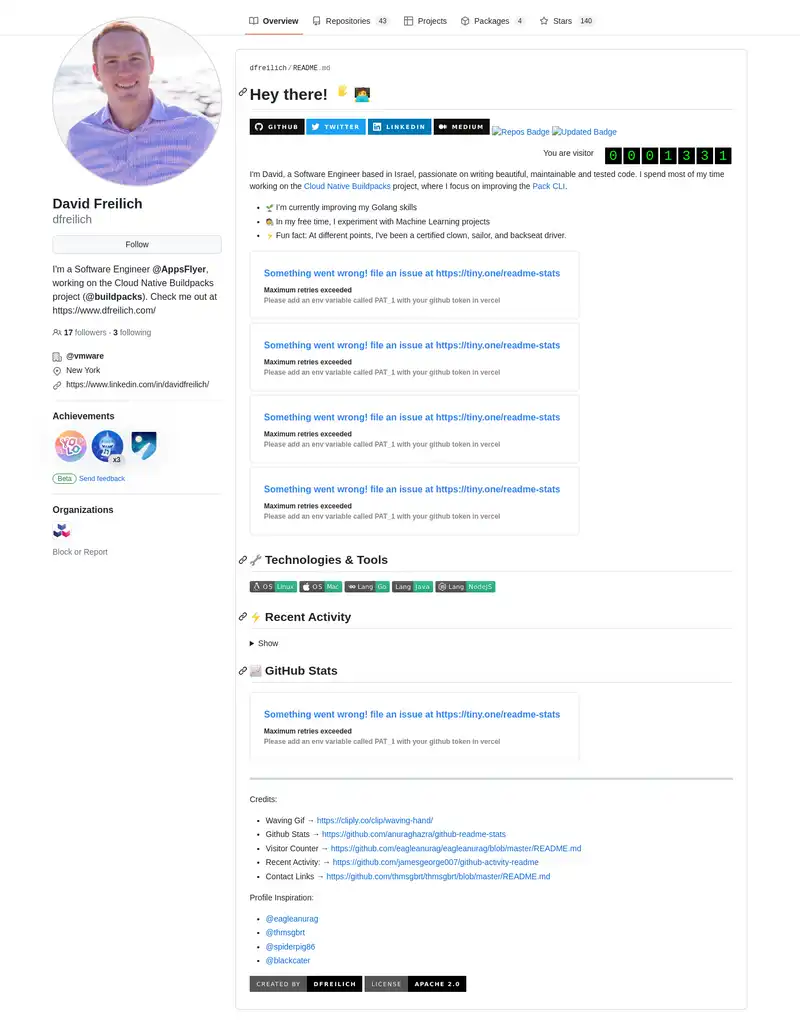 Overview
Repositories 43
Projects
Packages 4
Stars 140
David Freilich
dfreilich
Follow
I'm a Software Engineer @AppsFlyer,
working on the Cloud Native Buildpacks
project (@buildpacks). Check me out at
https://www.dfreilich.com/
17 followers · 3 following
@vmware
New York
https://www.linkedin.com/in/davidfreilich/
Achievements
YOLO
x3
Beta Send feedback
Organizations
Block or Report
dfreilich / README.md
Hey there!
GITHUB TWITTER LINKEDIN MEDIUM Repos Badge Updated Badge
You are visitor 0001331
I'm David, a Software Engineer based in Israel, passionate on writing beautiful, maintainable and tested code. I spend most of my time
working on the Cloud Native Buildpacks project, where I focus on improving the Pack CLI.
• I'm currently improving my Golang skills
• In my free time, I experiment with Machine Learning projects
• Fun fact: At different points, I've been a certified clown, sailor, and backseat driver.
Something went wrong! file an issue at https://tiny.one/readme-stats
Maximum retries exceeded
Please add an env variable called PAT_1 with your github token in vercel
Something went wrong! file an issue at https://tiny.one/readme-stats
Maximum retries exceeded
Please add an env variable called PAT_1 with your github token in vercel
Something went wrong! file an issue at https://tiny.one/readme-stats
Maximum retries exceeded
Please add an env variable called PAT_1 with your github token in vercel
Something went wrong! file an issue at https://tiny.one/readme-stats
Maximum retries exceeded
Please add an env variable called PAT_1 with your github token in vercel
Technologies & Tools
OS Linux OS Mac Lang Go Lang Java Lang NodeJS
Recent Activity
Show
GitHub Stats
Something went wrong! file an issue at https://tiny.one/readme-stats
Maximum retries exceeded
Please add an env variable called PAT_1 with your github token in vercel
Credits:
• Waving Gif → https://cliply.co/clip/waving-hand/
• Github Stats → https://github.com/anuraghazra/github-readme-stats
• Visitor Counter → https://github.com/eagleanurag/eagleanurag/blob/master/README.md
• Recent Activity: → https://github.com/jamesgeorge007/github-activity-readme
• Contact Links → https://github.com/thmsgbrt/thmsgbrt/blob/master/README.md
Profile Inspiration:
• @eagleanurag
• @thmsgbrt
• @spiderpig86
• @blackcater
CREATED BY DFREILICH LICENSE APACHE 2.0